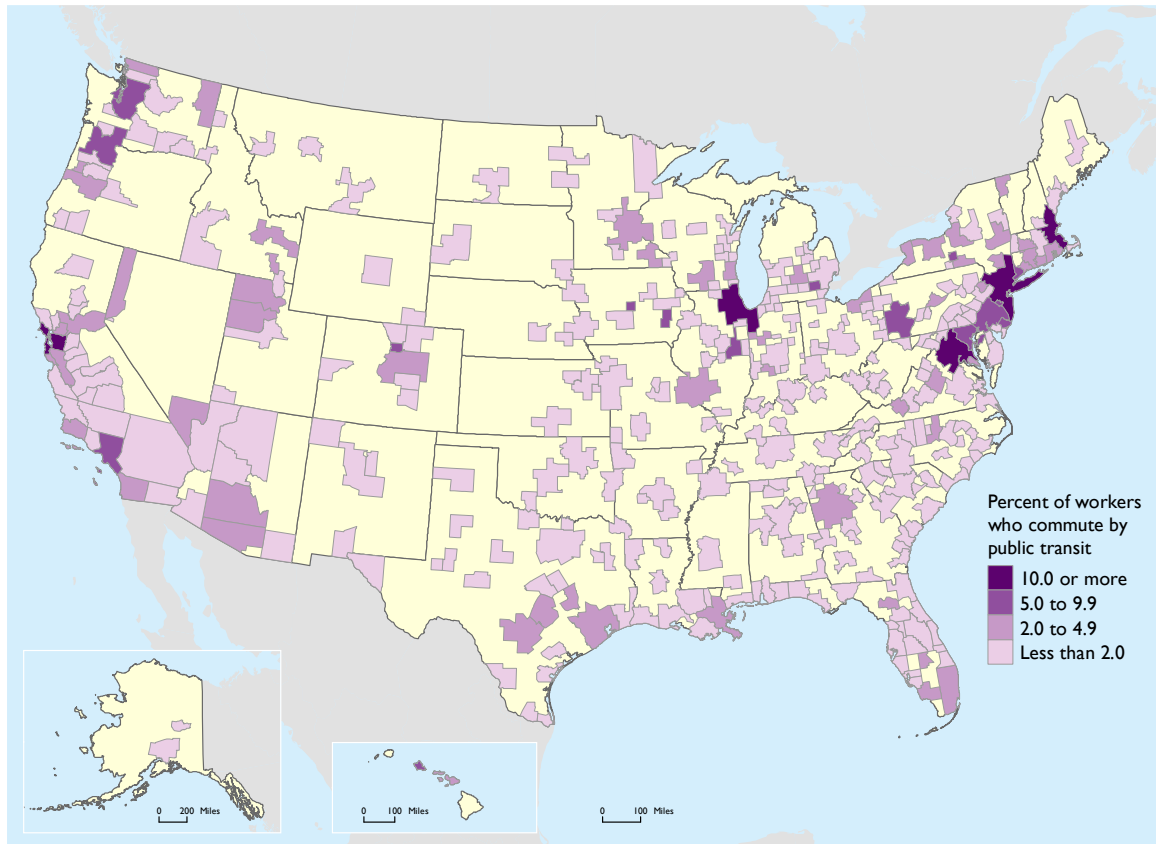 Percent of workers
who commute by
public transit
10.0 or more
5.0 to 9.9
2.0 to 4.9
Less than 2.0
0 200 Miles
0 100 Miles
0 100 Miles